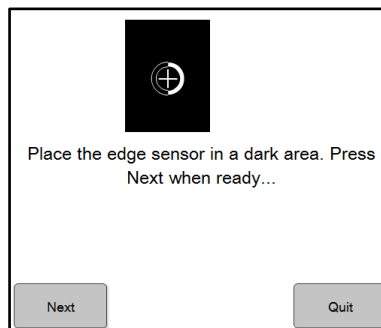 Place the edge sensor in a dark area. Press
Next when ready...
Next
Quit